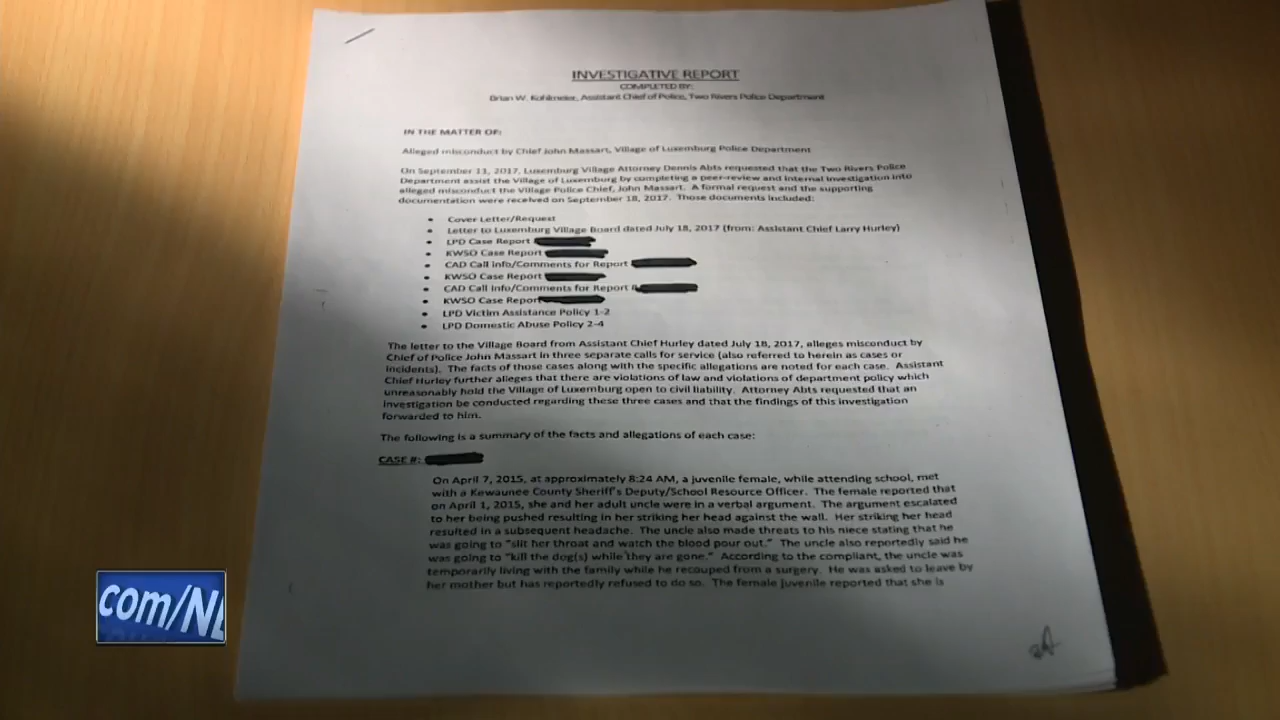 INVESTIGATIVE REPORT
COMPLETED BY:
Brian W. Kohlmeier, Assistant Chief of Police, Two Rivers Police Department
IN THE MATTER OF:
Alleged misconduct by Chief John Massart, Village of Luxemburg Police Department
On September 13, 2017, Luxemburg Village Attorney Dennis Abts requested that the Two Rivers Police
Department assist the Village of Luxemburg by completing a peer-review and internal investigation into
alleged misconduct the Village Police Chief, John Massart. A formal request and the supporting
documentation were received on September 18, 2017. Those documents included:
• Cover Letter/Request
• Letter to Luxemburg Village Board dated July 18, 2017 (from: Assistant Chief Larry Hurley)
• LPD Case Report
• KWSO Case Report
• CAD Call Info/Comments for Report
• KWSO Case Report
• CAD Call Info/Comments for Report #
• KWSO Case Report
• LPD Victim Assistance Policy 1-2
• LPD Domestic Abuse Policy 2-4
The letter to the Village Board from Assistant Chief Hurley dated July 18, 2017, alleges misconduct by
Chief of Police John Massart in three separate calls for service (also referred to herein as cases or
incidents). The facts of those cases along with the specific allegations are noted for each case. Assistant
Chief Hurley further alleges that there are violations of law and violations of department policy which
unreasonably hold the Village of Luxemburg open to civil liability. Attorney Abts requested that an
investigation be conducted regarding these three cases and that the findings of this investigation
forwarded to him.
The following is a summary of the facts and allegations of each case:
CASE #:
On April 7, 2015, at approximately 8:24 AM, a juvenile female, while attending school, met
with a Kewaunee County Sheriff's Deputy/School Resource Officer. The female reported that
on April 1, 2015, she and her adult uncle were in a verbal argument. The argument escalated
to her being pushed resulting in her striking her head against the wall. Her striking her head
resulted in a subsequent headache. The uncle also made threats to his niece stating that he
was going to "slit her throat and watch the blood pour out." The uncle also reportedly said he
was going to "kill the dog(s) while they are gone." According to the compliant, the uncle was
temporarily living with the family while he recouped from a surgery. He was asked to leave by
her mother but has reportedly refused to do so. The female juvenile reported that she is
com/NE